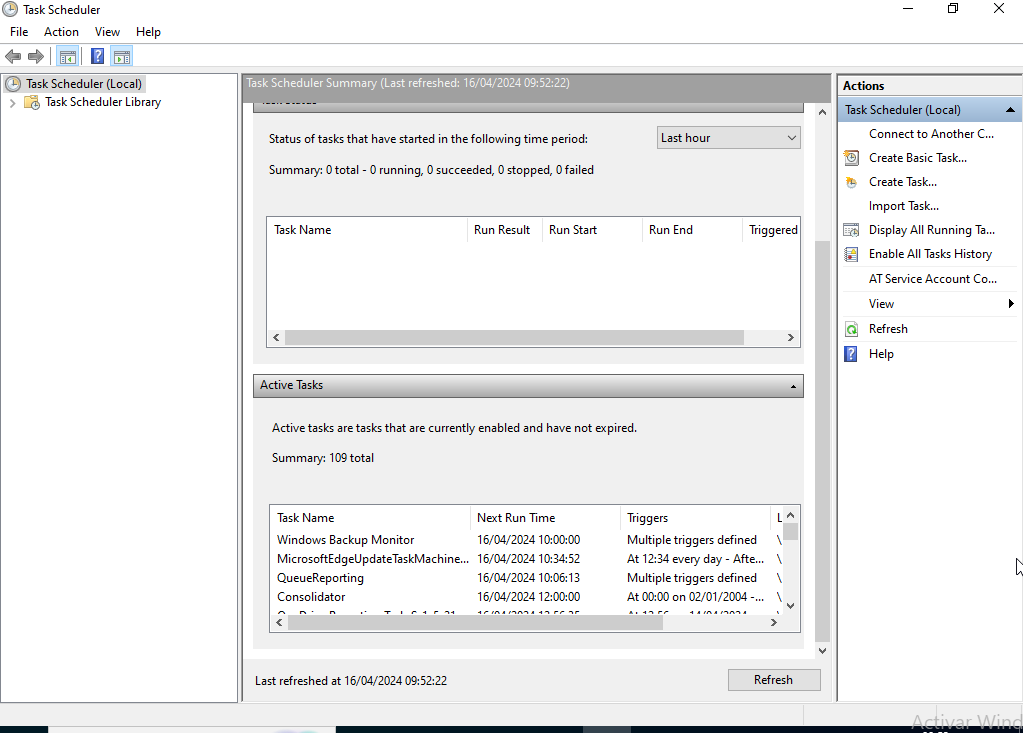 Task Scheduler
File Action View Help
Task Scheduler (Local)
Task Scheduler Library
Task Scheduler Summary (Last refreshed: 16/04/2024 09:52:22)
Task Status
Status of tasks that have started in the following time period:
Last hour
Summary: 0 total - 0 running, 0 succeeded, 0 stopped, 0 failed
Task Name Run Result Run Start Run End Triggered
Active Tasks
Active tasks are tasks that are currently enabled and have not expired.
Summary: 109 total
Task Name Next Run Time Triggers L
Windows Backup Monitor 16/04/2024 10:00:00 Multiple triggers defined \
MicrosoftEdgeUpdateTaskMachine... 16/04/2024 10:34:52 At 12:34 every day - Afte... \
QueueReporting 16/04/2024 10:06:13 Multiple triggers defined \
Consolidator 16/04/2024 12:00:00 At 00:00 on 02/01/2004 -... \
Last refreshed at 16/04/2024 09:52:22
Refresh
Actions
Task Scheduler (Local)
Connect to Another C...
Create Basic Task...
Create Task...
Import Task...
Display All Running Ta...
Enable All Tasks History
AT Service Account Co...
View
Refresh
Help
Activar Wind